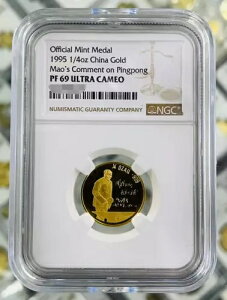 Official Mint Medal
1995 1/4oz China Gold
Mao's Comment on Pingpong
PF 69 ULTRA CAMEO
NUMISMATIC GUARANTY COMPANY
NGC